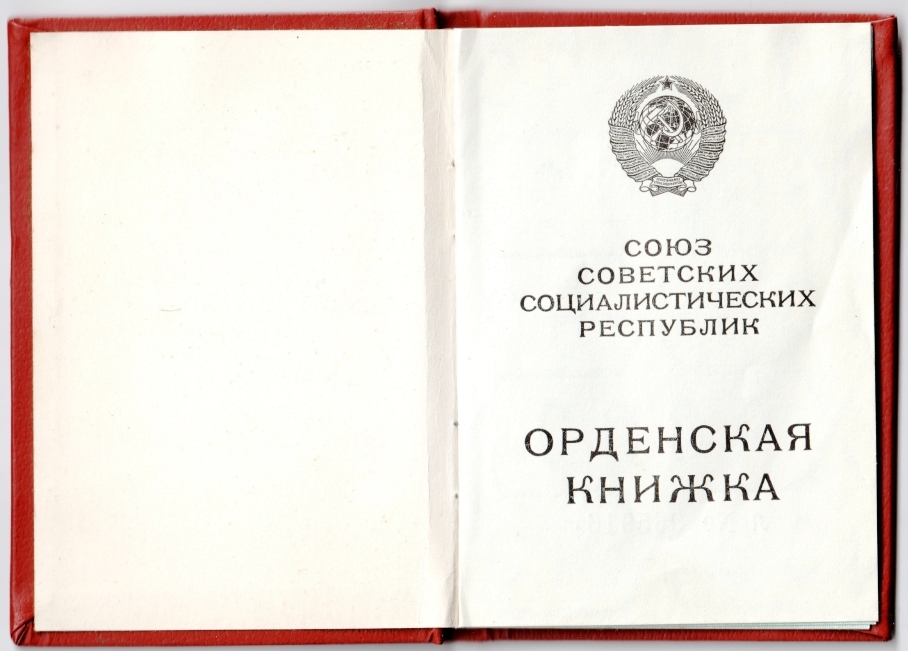 СОЮЗ
СОВЕТСКИХ
СОЦИАЛИСТИЧЕСКИХ
РЕСПУБЛИК
ОРДЕНСКАЯ
КНИЖКА